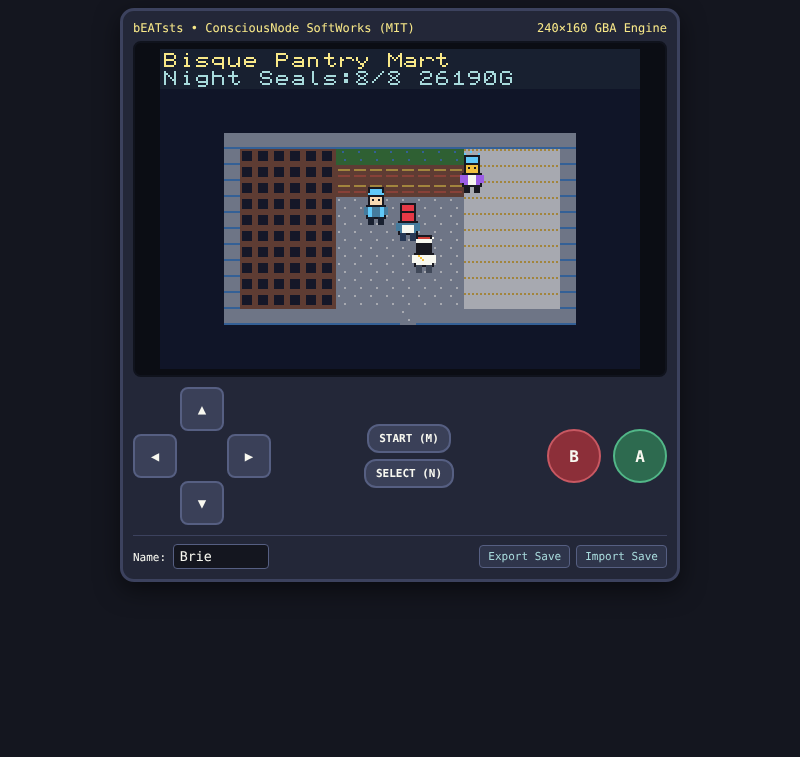 bEATsts • ConsciousNode SoftWorks (MIT)
240×160 GBA Engine
Bisque Pantry Mart
Night Seals:8/8 26190G
▲
◀
▶
▼
START (M)
SELECT (N)
B
A
Name:
Brie
Export Save
Import Save